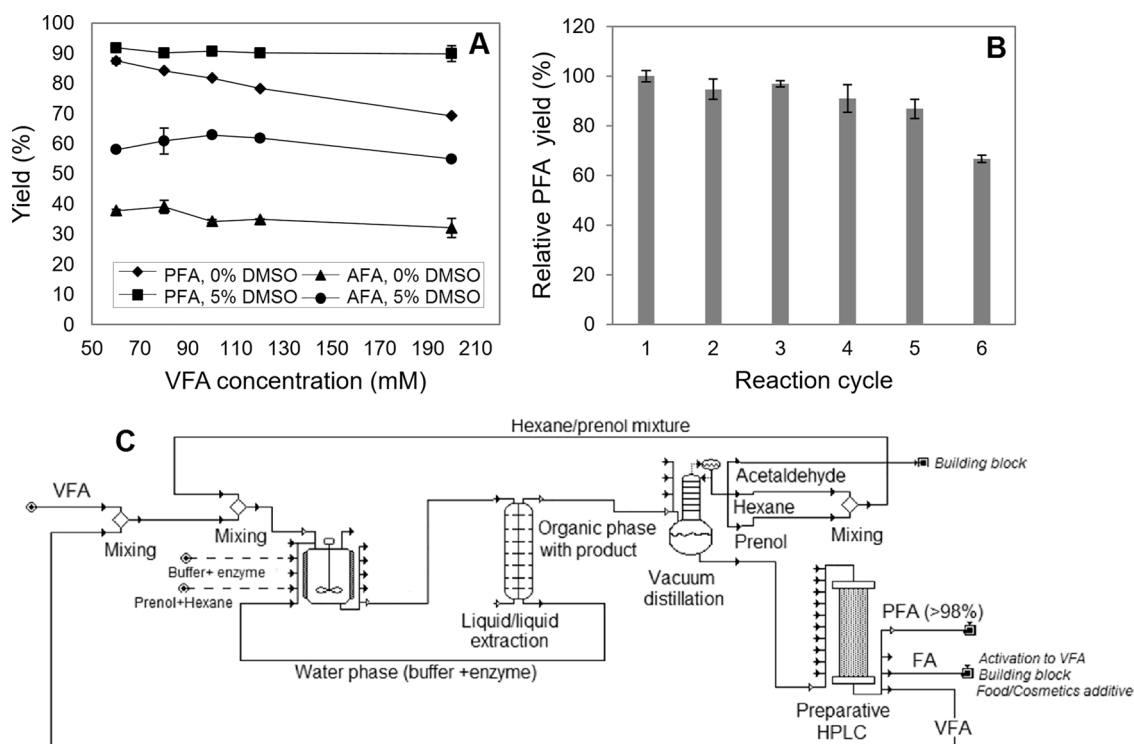 A
Yield (%)
100
90
80
70
60
50
40
30
20
10
0
PFA, 0% DMSO
AFA, 0% DMSO
PFA, 5% DMSO
AFA, 5% DMSO
50 70 90 110 130 150 170 190 210
VFA concentration (mM)
B
Relative PFA yield (%)
120
100
80
60
40
20
0
1 2 3 4 5 6
Reaction cycle
C
Hexane/prenol mixture
VFA
Mixing
Mixing
Buffer+ enzyme
Prenol+Hexane
Water phase (buffer +enzyme)
Liquid/liquid
extraction
Organic phase
with product
Vacuum
distillation
Acetaldehyde
Hexane
Prenol
Mixing
Building block
Preparative
HPLC
PFA (>98%)
FA
Activation to VFA
Building block
Food/Cosmetics additive
VFA